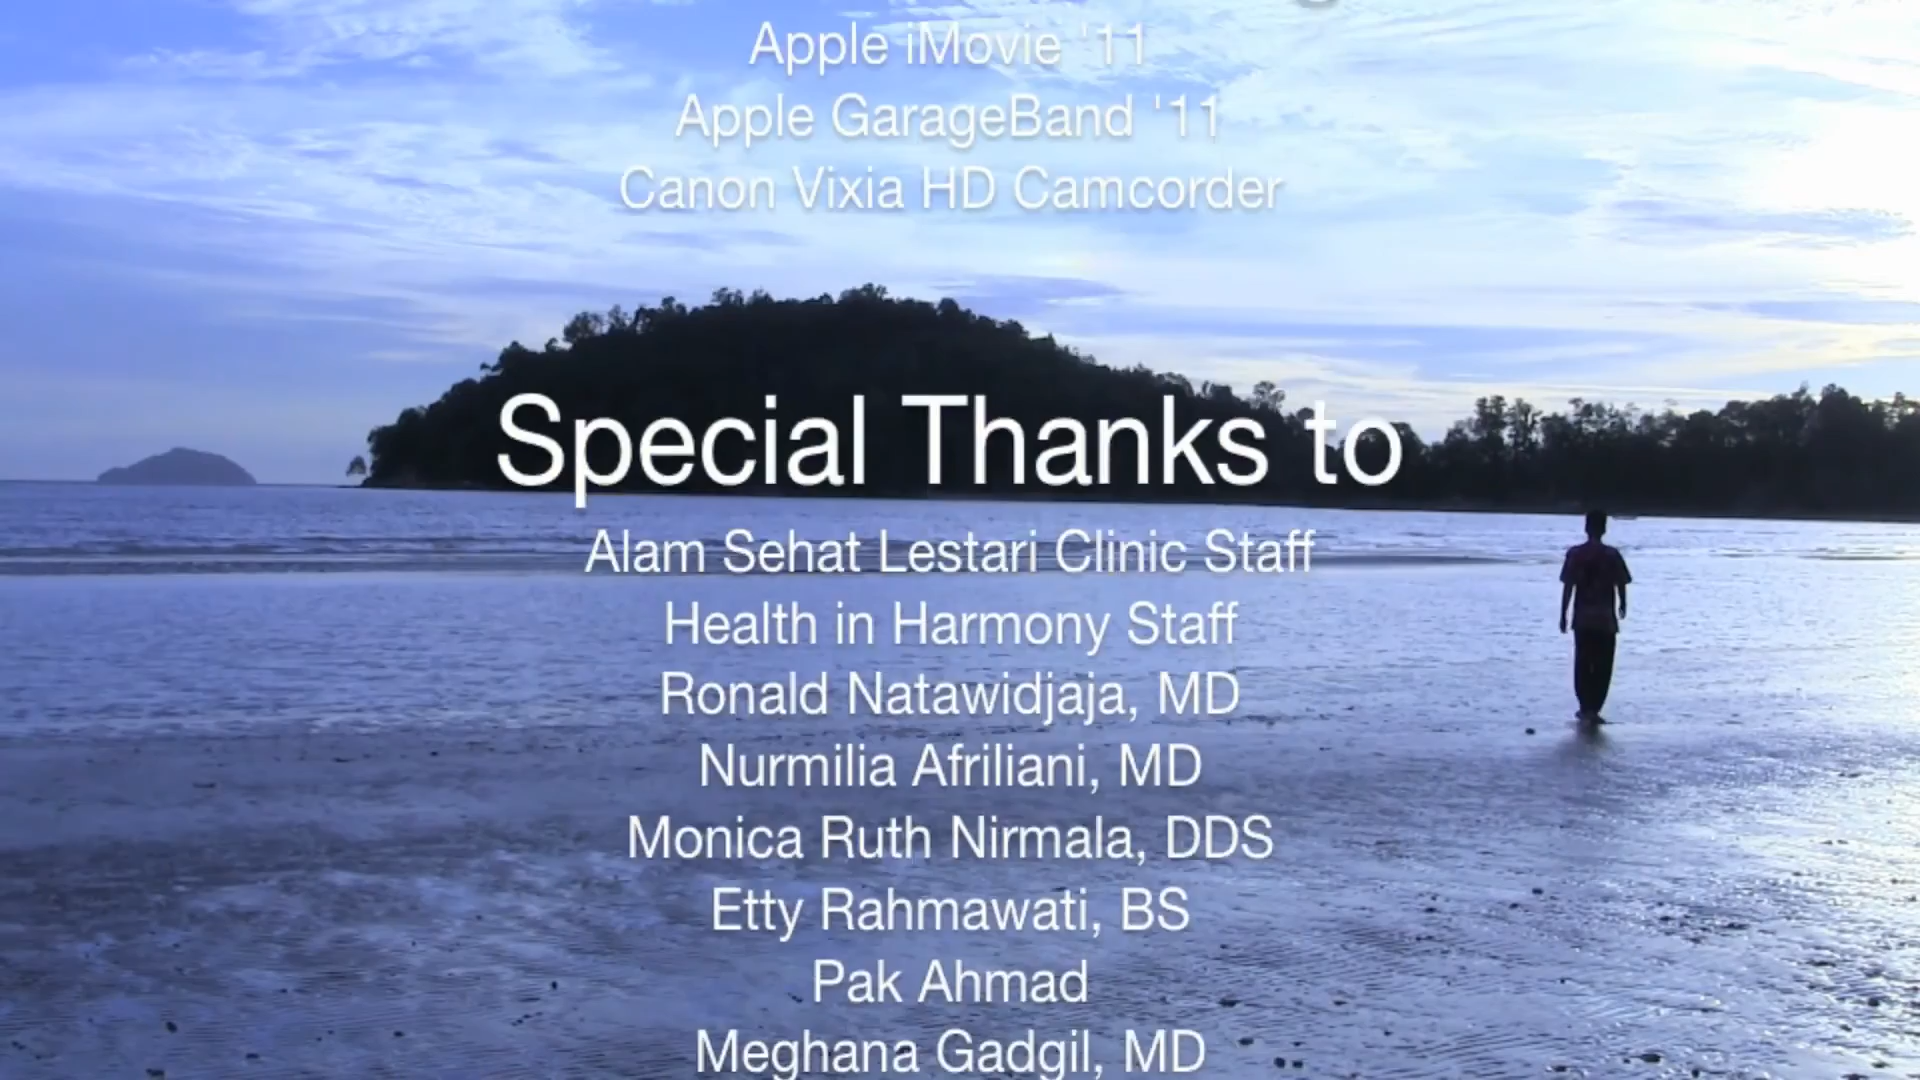 Apple iMovie '11
Apple GarageBand '11
Canon Vixia HD Camcorder
Special Thanks to
Alam Sehat Lestari Clinic Staff
Health in Harmony Staff
Ronald Natawidjaja, MD
Nurmilia Afriliani, MD
Monica Ruth Nirmala, DDS
Etty Rahmawati, BS
Pak Ahmad
Meghana Gadgil, MD